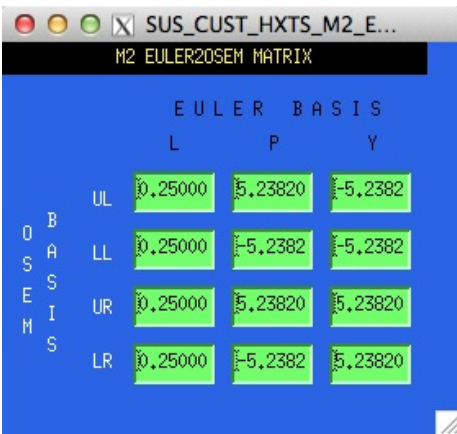 SUS_CUST_HXTS_M2_E...
M2 EULER2OSEM MATRIX
EULER BASIS
L P Y
UL 0.25000 5.23820 -5.2382
LL 0.25000 -5.2382 -5.2382
UR 0.25000 5.23820 5.23820
LR 0.25000 -5.2382 5.23820
OSEM
BASIS